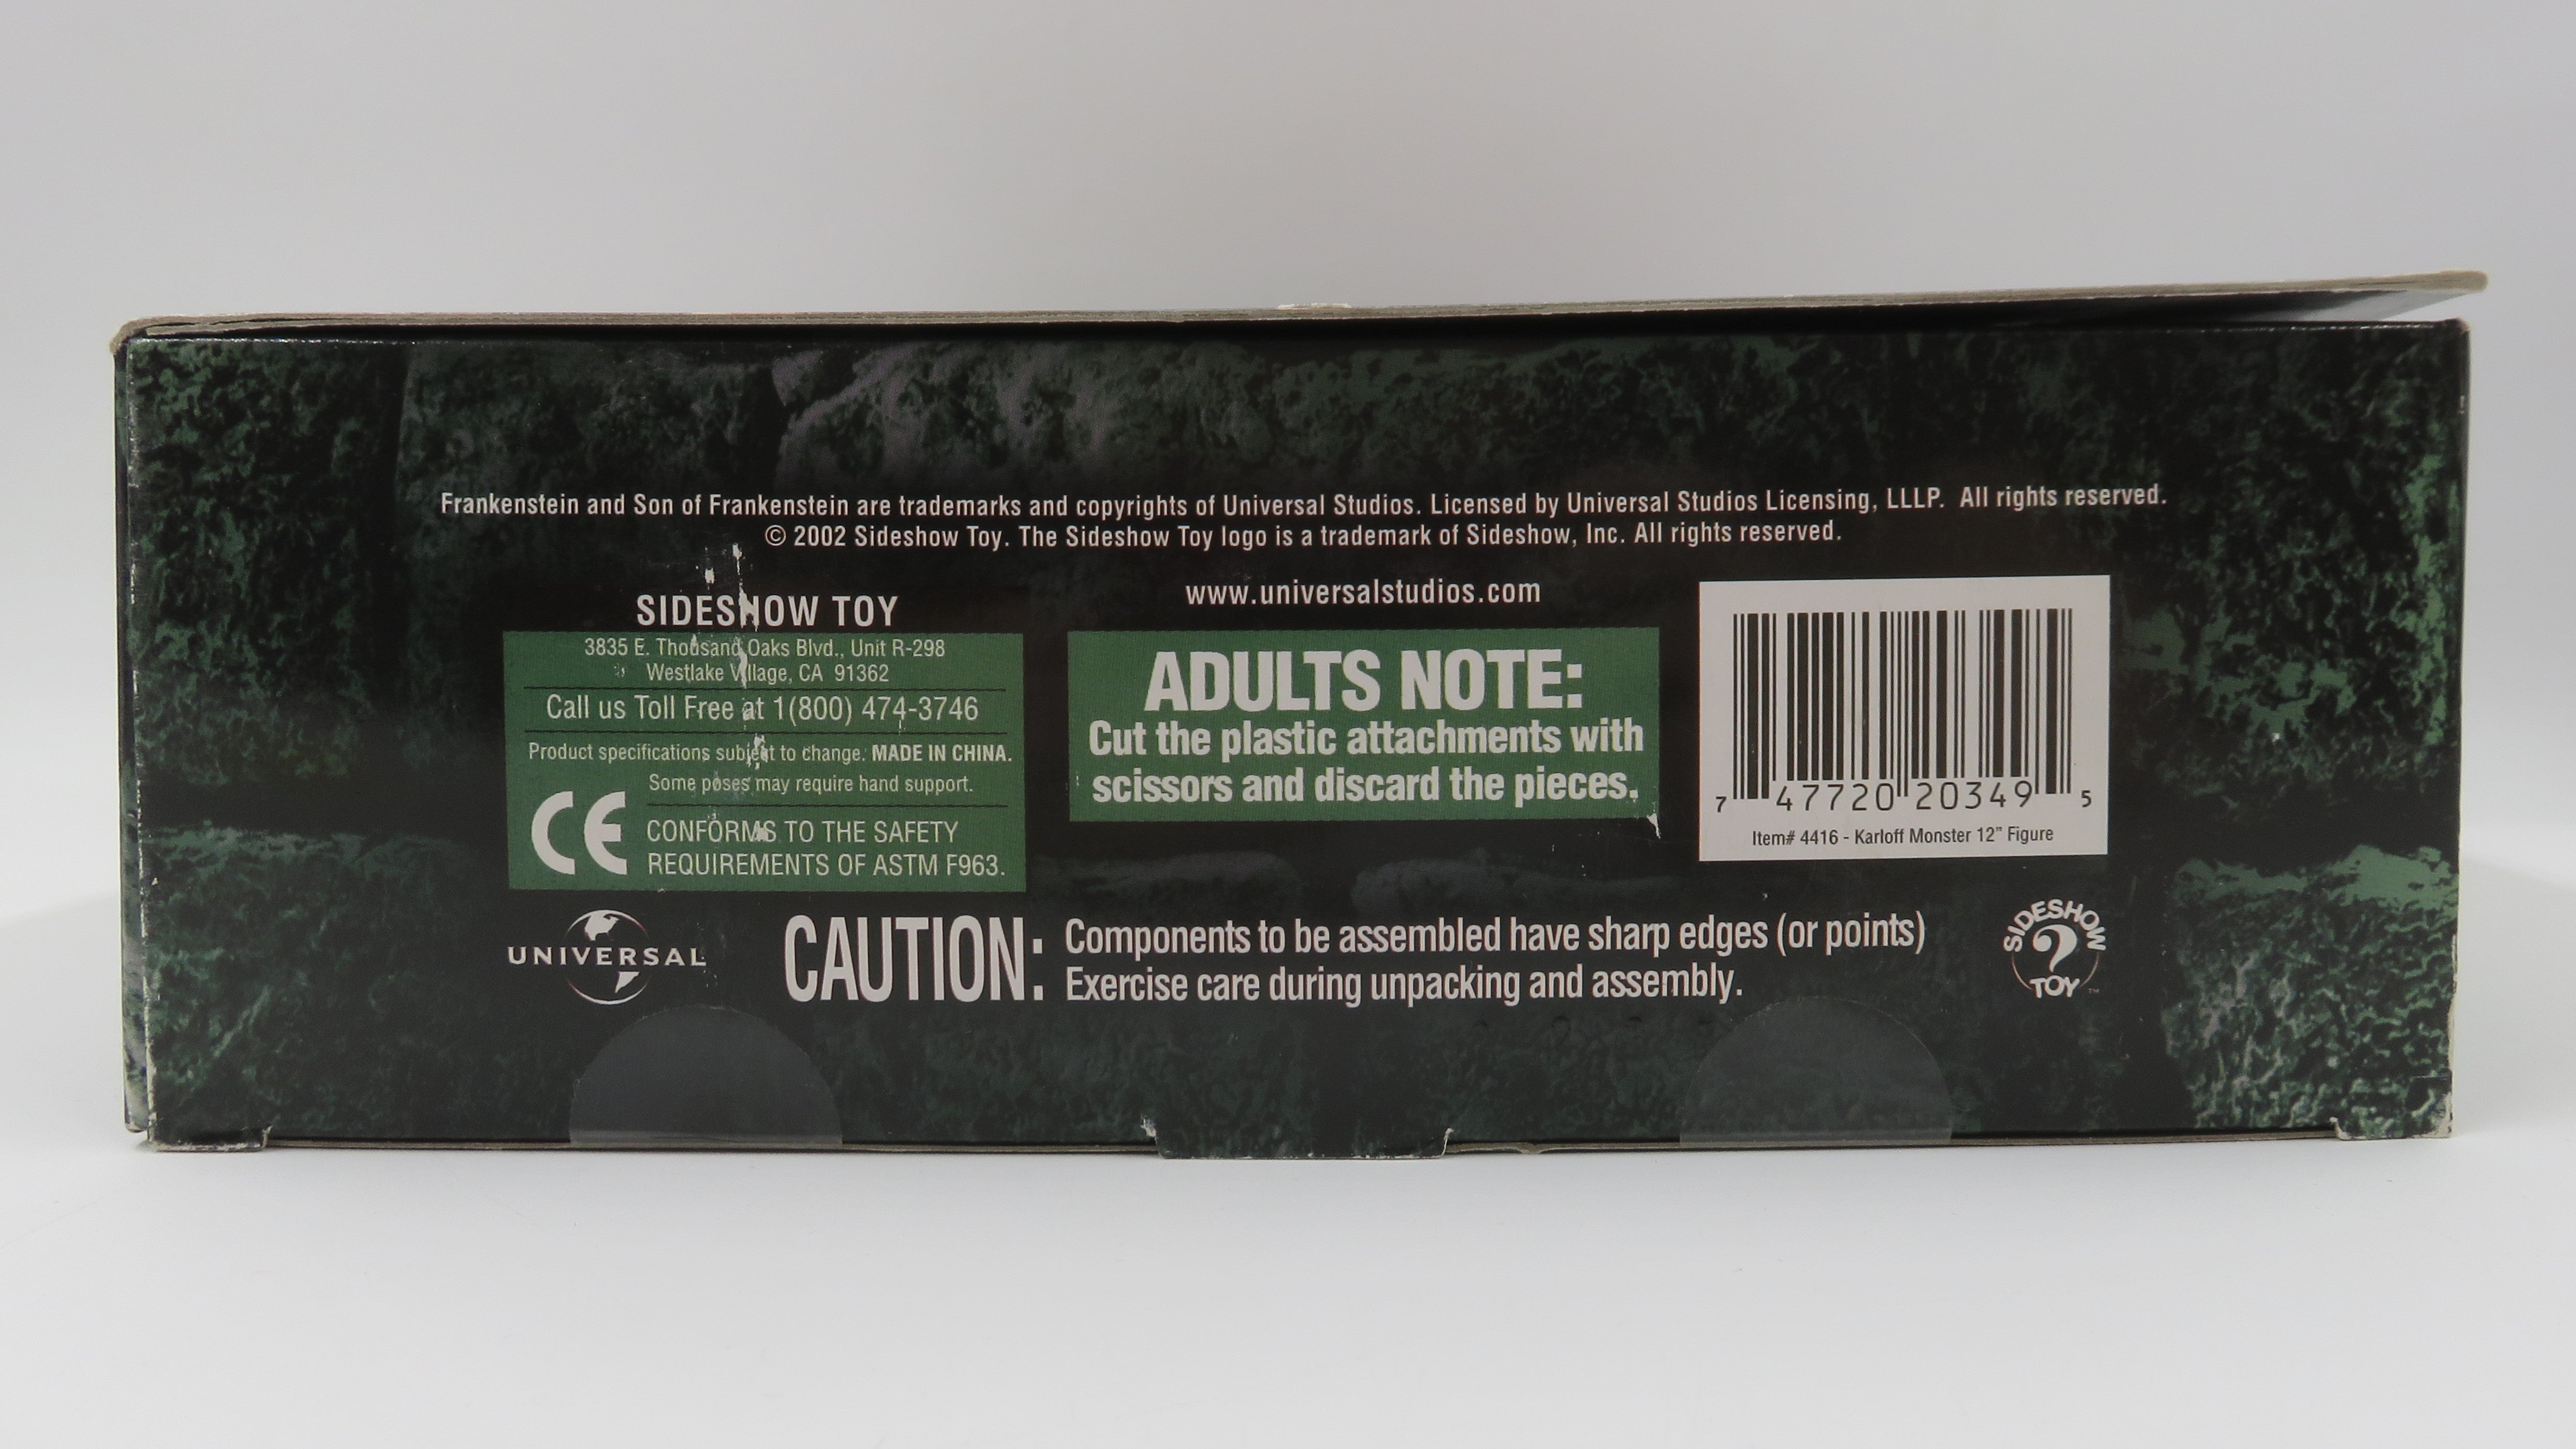 Frankenstein and Son of Frankenstein are trademarks and copyrights of Universal Studios. Licensed by Universal Studios Licensing, LLLP. All rights reserved.
© 2002 Sideshow Toy. The Sideshow Toy logo is a trademark of Sideshow, Inc. All rights reserved.
SIDESHOW TOY
3835 E. Thousand Oaks Blvd., Unit R-298
Westlake Village, CA 91362
Call us Toll Free at 1(800) 474-3746
Product specifications subject to change. MADE IN CHINA.
Some poses may require hand support.
CE
CONFORMS TO THE SAFETY
REQUIREMENTS OF ASTM F963.
www.universalstudios.com
ADULTS NOTE:
Cut the plastic attachments with
scissors and discard the pieces.
7 47720 20349 5
Item# 4416 - Karloff Monster 12" Figure
UNIVERSAL
CAUTION:
Components to be assembled have sharp edges (or points)
Exercise care during unpacking and assembly.
SIDESHOW
?
TOY ™